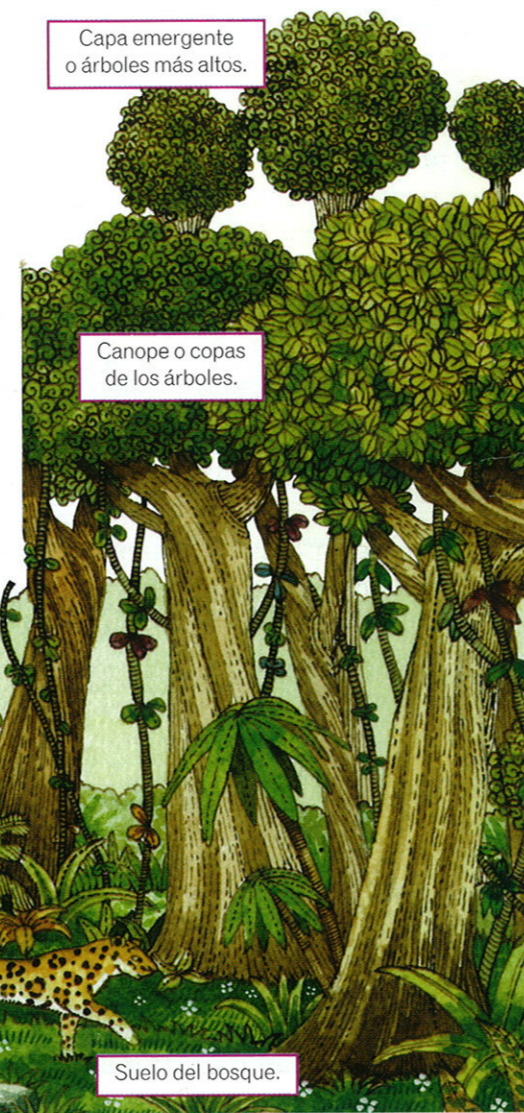 Capa emergente
o árboles más altos.
Canope o copas
de los árboles.
Suelo del bosque.